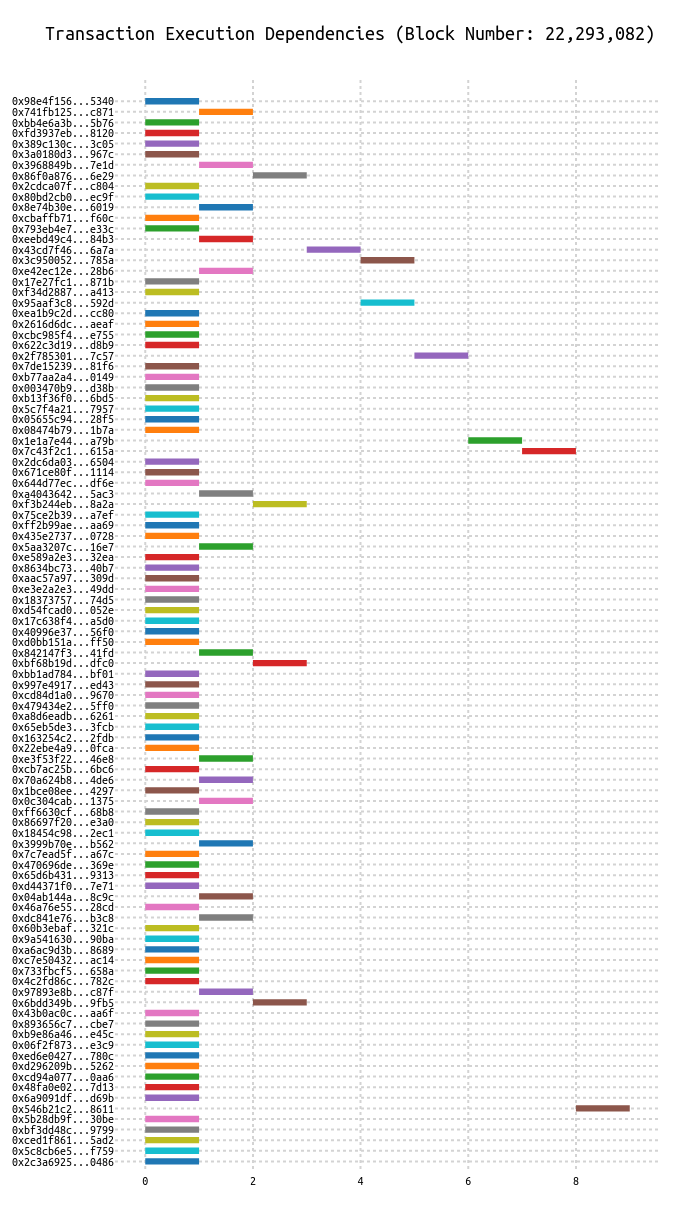 Transaction Execution Dependencies (Block Number: 22,293,082)
0x98e4f156...5340
0x741fb125...c871
0xbb4e6a3b...5b76
0xfd3937eb...8120
0x389c130c...3c05
0x3a0180d3...967c
0x3968849b...7e1d
0x86f0a876...6e29
0x2cdca07f...c804
0x80bd2cb0...ec9f
0x8e74b30e...6019
0xcbaffb71...f60c
0x793eb4e7...e33c
0xeebd49c4...84b3
0x43cd7f46...6a7a
0x3c950052...785a
0xe42ec12e...28b6
0x17e27fc1...871b
0xf34d2887...a413
0x95aaf3c8...592d
0xea1b9c2d...cc80
0x2616d6dc...aeaf
0xcbc985f4...e755
0x622c3d19...d8b9
0x2f785301...7c57
0x7de15239...81f6
0xb77aa2a4...0149
0x003470b9...d38b
0xb13f36f0...6bd5
0x5c7f4a21...7957
0x05655c94...28f5
0x08474b79...1b7a
0x1e1a7e44...a79b
0x7c43f2c1...615a
0x2dc6da03...6504
0x671ce80f...1114
0x644d77ec...df6e
0xa4043642...5ac3
0xf3b244eb...8a2a
0x75ce2b39...a7ef
0xff2b99ae...aa69
0x435e2737...0728
0x5aa3207c...16e7
0xe589a2e3...32ea
0x8634bc73...40b7
0xaac57a97...309d
0xe3e2a2e3...49dd
0x18373757...74d5
0xd54fcad0...052e
0x17c638f4...a5d0
0x40996e37...56f0
0xd0bb151a...ff50
0x842147f3...41fd
0xbf68b19d...dfc0
0xbb1ad784...bf01
0x997e4917...ed43
0xcd84d1a0...9670
0x479434e2...5ff0
0xa8d6eadb...6261
0x65eb5de3...3fcb
0x163254c2...2fdb
0x22ebe4a9...0fca
0xe3f53f22...46e8
0xcb7ac25b...6bc6
0x70a624b8...4de6
0x1bce08ee...4297
0x0c304cab...1375
0xff6630cf...68b8
0x86697f20...e3a0
0x18454c98...2ec1
0x3999b70e...b562
0x7c7ead5f...a67c
0x470696de...369e
0x65d6b431...9313
0xd44371f0...7e71
0x04ab144a...8c9c
0x46a76e55...28cd
0xdc841e76...b3c8
0x60b3ebaf...321c
0x9a541630...90ba
0xa6ac9d3b...8689
0xc7e50432...ac14
0x733fbcf5...658a
0x4c2fd86c...782c
0x97893e8b...c87f
0x6bdd349b...9fb5
0x43b0ac0c...aa6f
0x893656c7...cbe7
0xb9e86a46...e45c
0x06f2f873...e3c9
0xed6e0427...780c
0xd296209b...5262
0xcd94a077...0aa6
0x48fa0e02...7d13
0x6a9091df...d69b
0x546b21c2...8611
0x5b28db9f...30be
0xbf3dd48c...9799
0xced1f861...5ad2
0x5c8cb6e5...f759
0x2c3a6925...0486
0 2 4 6 8